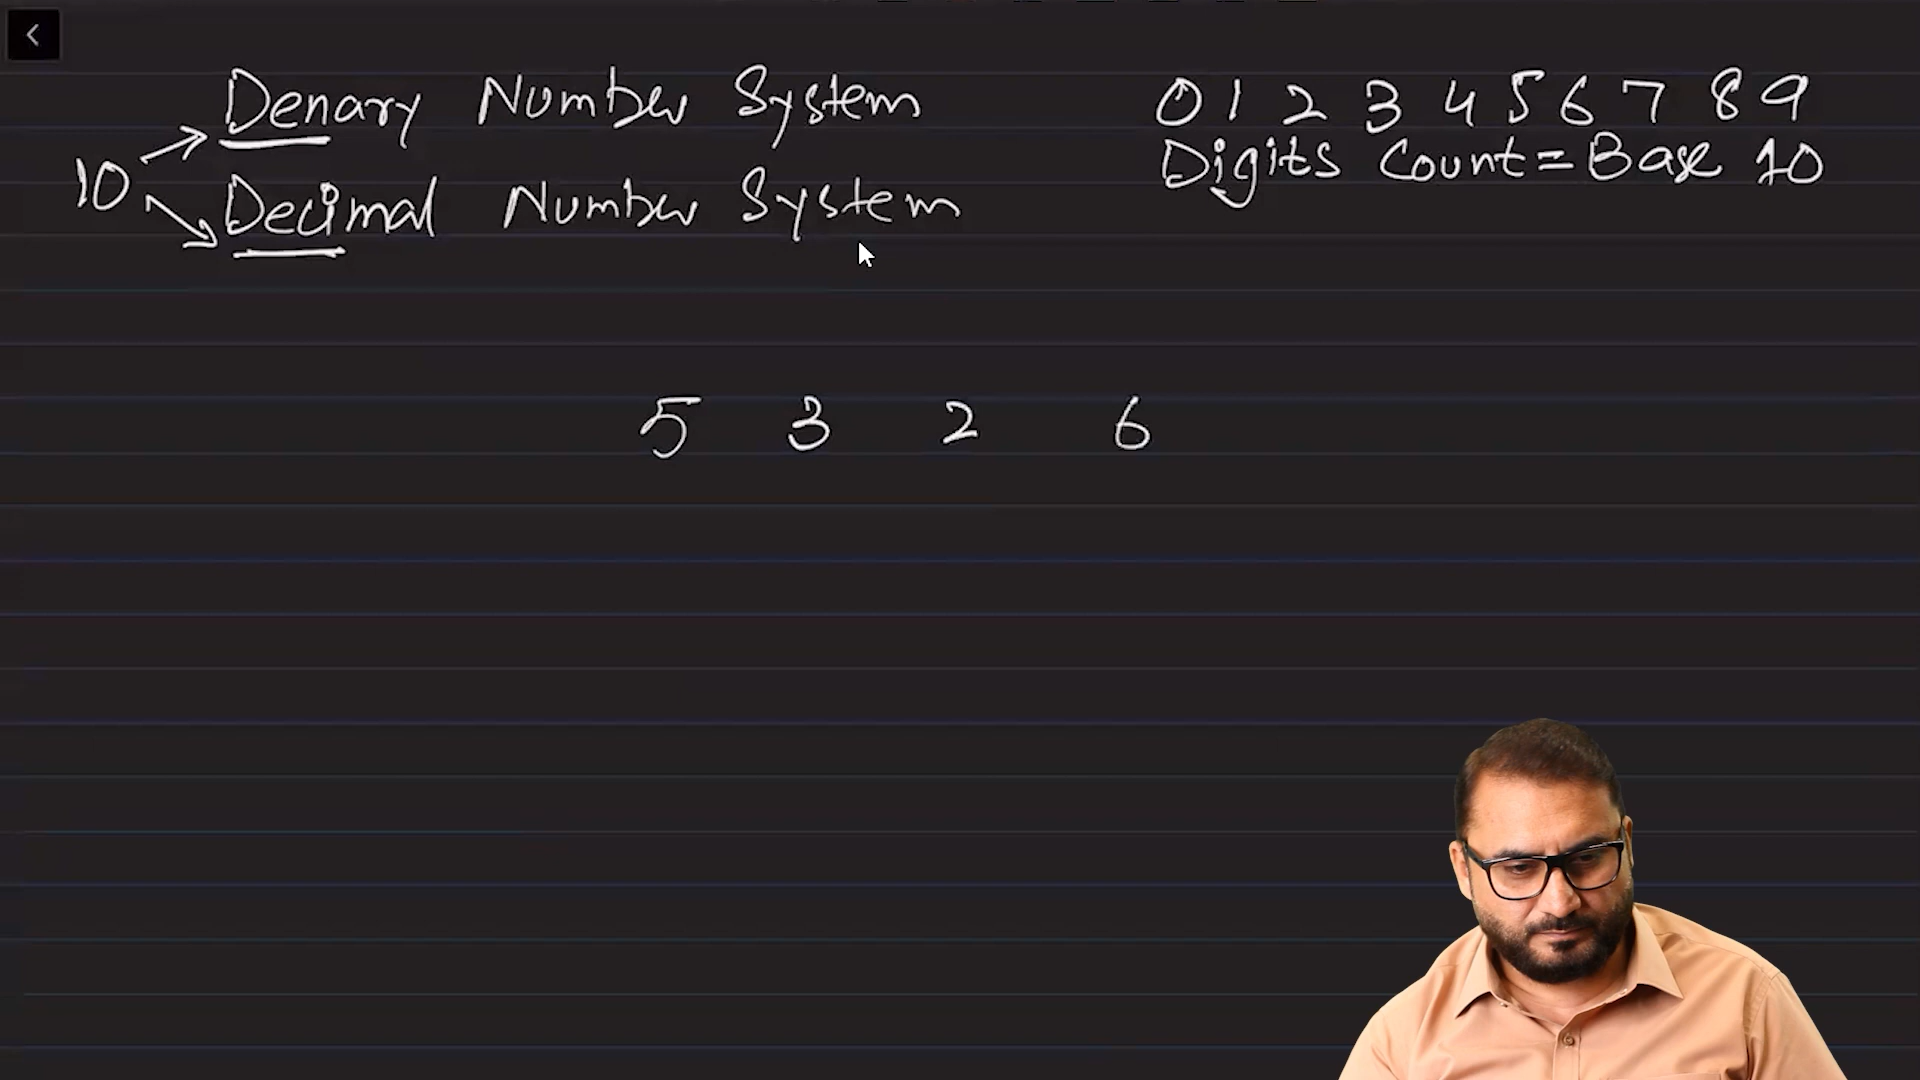 Denary Number System
10
Decimal Number System
0 1 2 3 4 5 6 7 8 9
Digits Count = Base 10
5 3 2 6